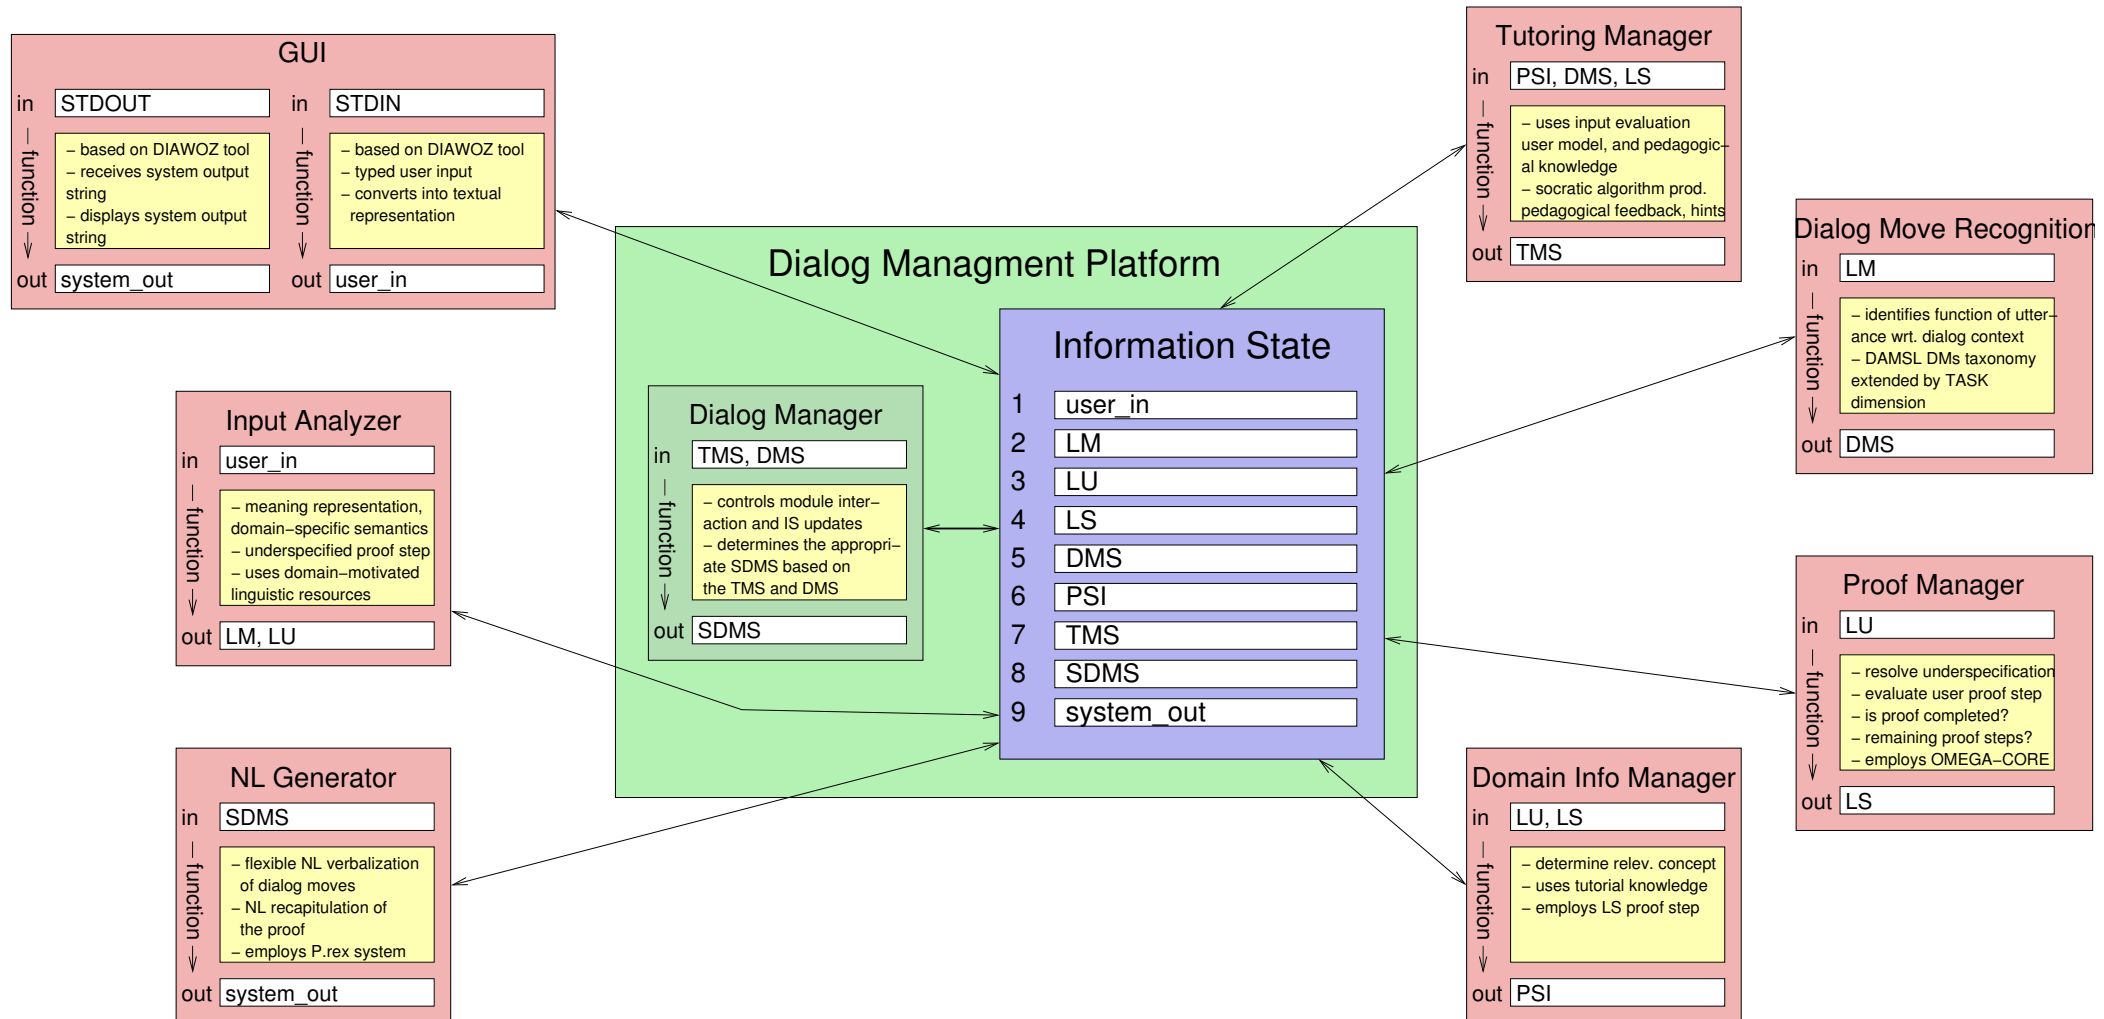 GUI
in STDOUT
function
– based on DIAWOZ tool
– receives system output
string
– displays system output
string
out system_out
in STDIN
function
– based on DIAWOZ tool
– typed user input
– converts into textual
representation
out user_in
Tutoring Manager
in PSI, DMS, LS
function
– uses input evaluation
user model, and pedagogic–
al knowledge
– socratic algorithm prod.
pedagogical feedback, hints
out TMS
Dialog Move Recognition
in LM
function
– identifies function of utter–
ance wrt. dialog context
– DAMSL DMs taxonomy
extended by TASK
dimension
out DMS
Dialog Managment Platform
Information State
1 user_in
2 LM
3 LU
4 LS
5 DMS
6 PSI
7 TMS
8 SDMS
9 system_out
Dialog Manager
in TMS, DMS
function
– controls module inter–
action and IS updates
– determines the appropri–
ate SDMS based on
the TMS and DMS
out SDMS
Input Analyzer
in user_in
function
– meaning representation,
domain–specific semantics
– underspecified proof step
– uses domain–motivated
linguistic resources
out LM, LU
Proof Manager
in LU
function
– resolve underspecification
– evaluate user proof step
– is proof completed?
– remaining proof steps?
– employs OMEGA–CORE
out LS
NL Generator
in SDMS
function
– flexible NL verbalization
of dialog moves
– NL recapitulation of
the proof
– employs P.rex system
out system_out
Domain Info Manager
in LU, LS
function
– determine relev. concept
– uses tutorial knowledge
– employs LS proof step
out PSI